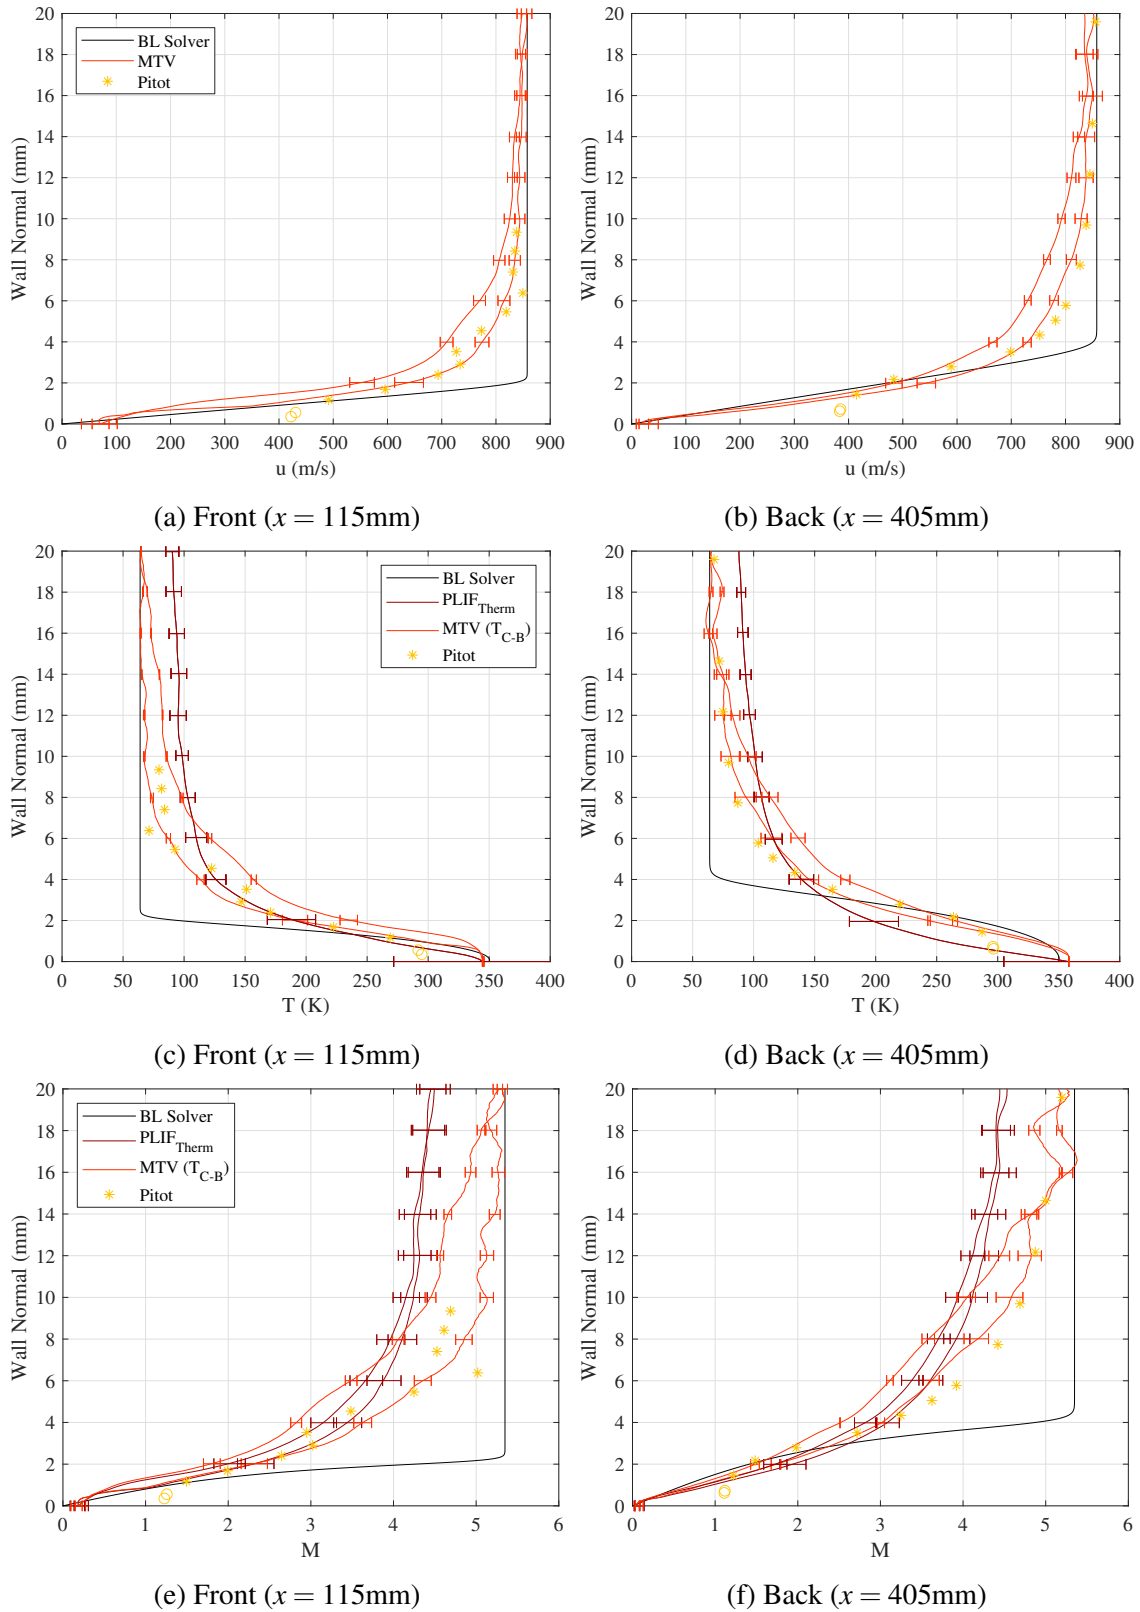 20
18
16
14
12
10
8
6
4
2
0
Wall Normal (mm)
BL Solver
MTV
Pitot
0 100 200 300 400 500 600 700 800 900
u (m/s)
(a) Front (x = 115mm)
20
18
16
14
12
10
8
6
4
2
0
Wall Normal (mm)
0 100 200 300 400 500 600 700 800 900
u (m/s)
(b) Back (x = 405mm)
20
18
16
14
12
10
8
6
4
2
0
Wall Normal (mm)
BL Solver
PLIF_Therm
MTV (T_C-B)
Pitot
0 50 100 150 200 250 300 350 400
T (K)
(c) Front (x = 115mm)
20
18
16
14
12
10
8
6
4
2
0
Wall Normal (mm)
0 50 100 150 200 250 300 350 400
T (K)
(d) Back (x = 405mm)
20
18
16
14
12
10
8
6
4
2
0
Wall Normal (mm)
BL Solver
PLIF_Therm
MTV (T_C-B)
Pitot
0 1 2 3 4 5 6
M
(e) Front (x = 115mm)
20
18
16
14
12
10
8
6
4
2
0
Wall Normal (mm)
0 1 2 3 4 5 6
M
(f) Back (x = 405mm)